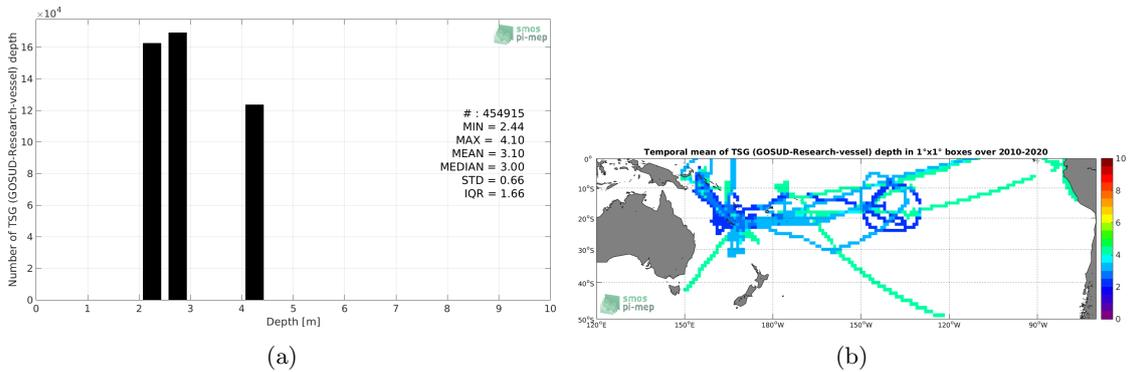 ×10⁴
16
14
12
10
8
6
4
2
0
Number of TSG (GOSUD-Research-vessel) depth
0 1 2 3 4 5 6 7 8 9 10
Depth [m]
smos
pi-mep
# : 454915
MIN = 2.44
MAX = 4.10
MEAN = 3.10
MEDIAN = 3.00
STD = 0.66
IQR = 1.66
(a)
Temporal mean of TSG (GOSUD-Research-vessel) depth in 1°x1° boxes over 2010-2020
0°
10°S
20°S
30°S
40°S
50°S
120°E 150°E 180°W 150°W 120°W 90°W
smos
pi-mep
10
8
6
4
2
0
(b)